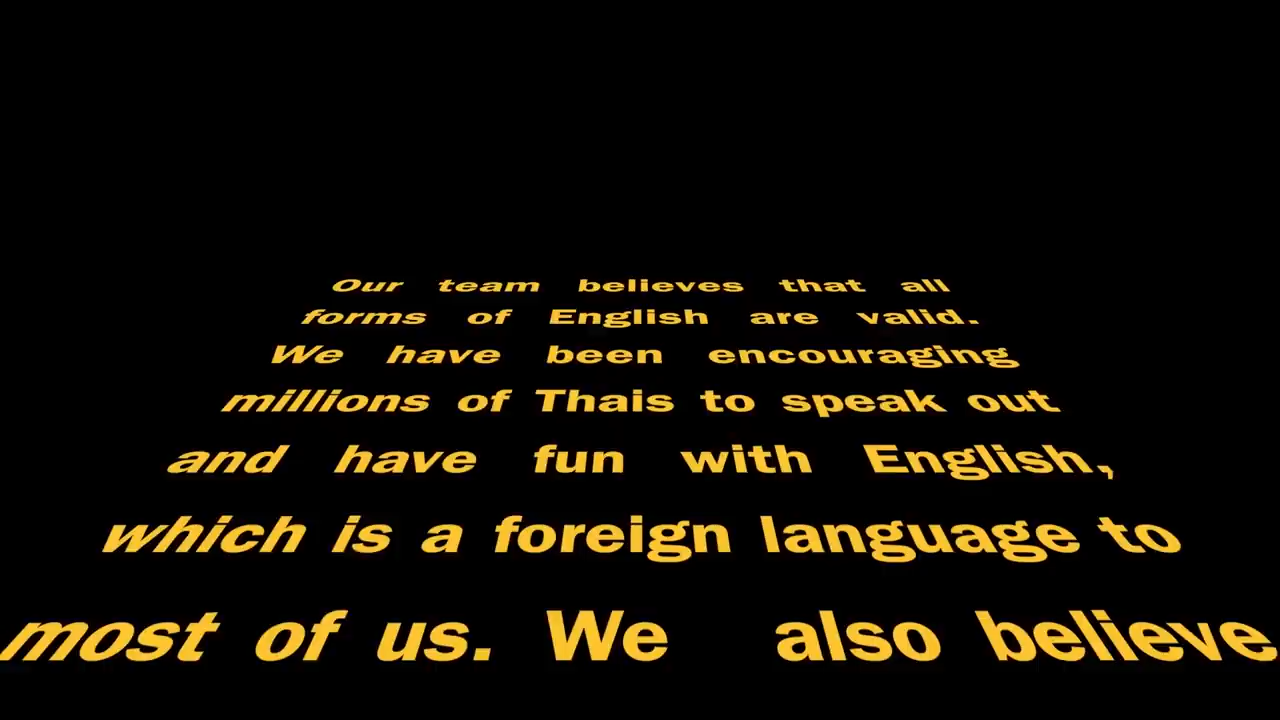 Our team believes that all
forms of English are valid.
We have been encouraging
millions of Thais to speak out
and have fun with English,
which is a foreign language to
most of us. We also believe